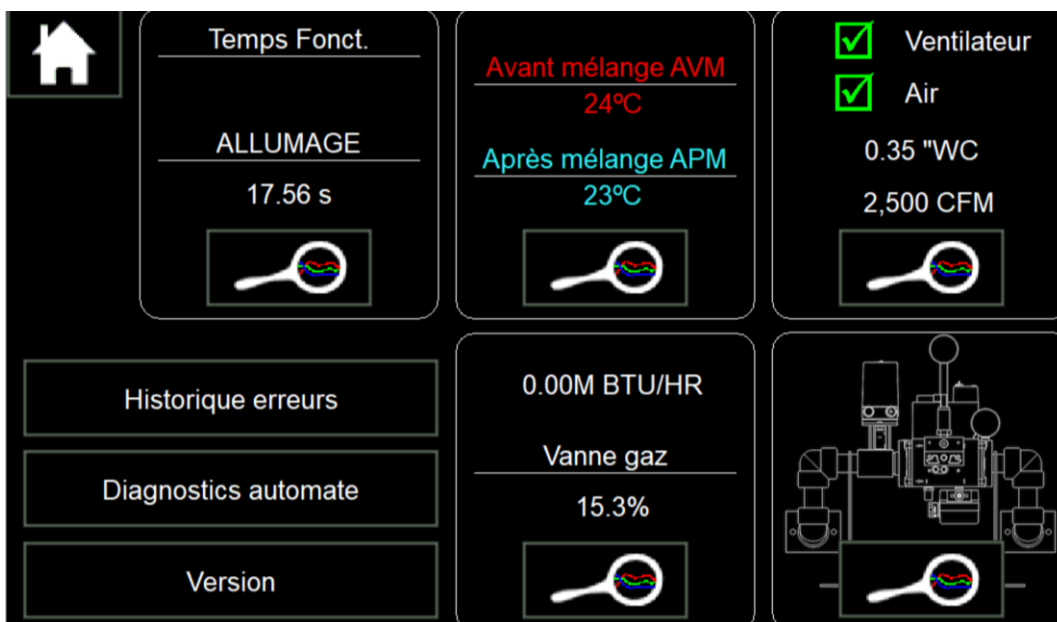 Temps Fonct.
ALLUMAGE
17.56 s
Avant mélange AVM
24ºC
Après mélange APM
23ºC
Ventilateur
Air
0.35 "WC
2,500 CFM
Historique erreurs
Diagnostics automate
Version
0.00M BTU/HR
Vanne gaz
15.3%